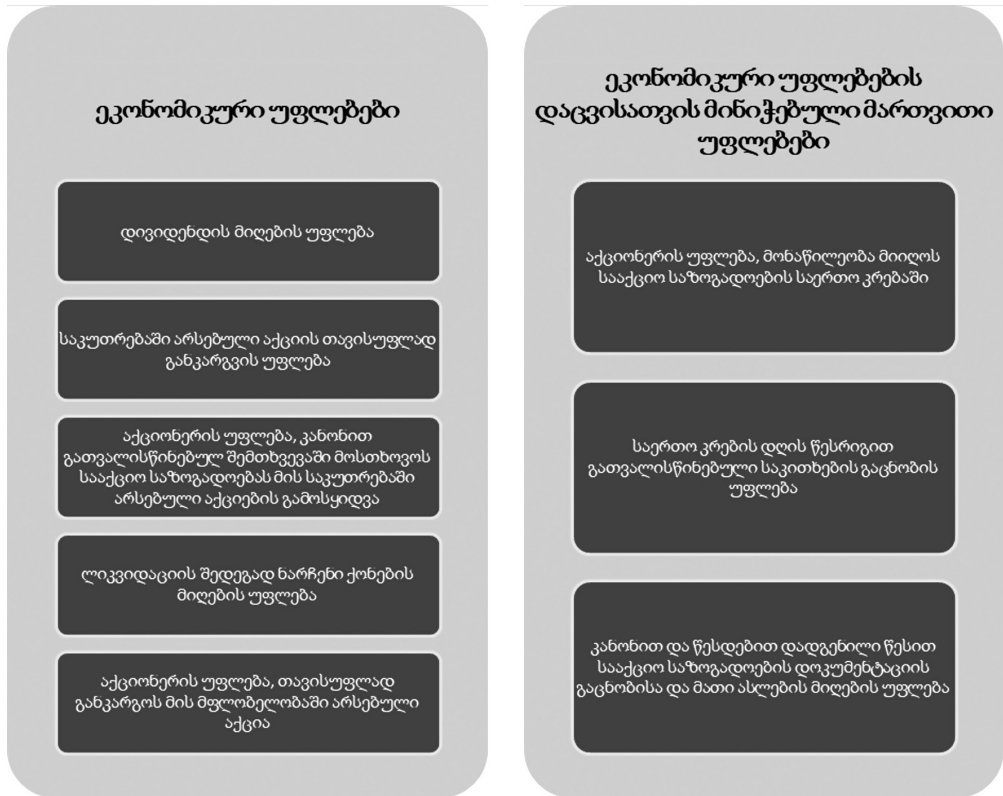 ეკონომიკური უფლებები
დივიდენდის მიღების უფლება
საკუთრებაში არსებული აქციის თავისუფლად
განკარგვის უფლება
აქციონერის უფლება, კანონით
გათვალისწინებულ შემთხვევაში მოსთხოვოს
სააქციო საზოგადოებას მის საკუთრებაში
არსებული აქციების გამოსყიდვა
ლიკვიდაციის შედეგად ნარჩენი ქონების
მიღების უფლება
აქციონერის უფლება, თავისუფლად
განკარგოს მის მფლობელობაში არსებული
აქცია
ეკონომიკური უფლებების
დაცვისათვის მინიჭებული მართვითი
უფლებები
აქციონერის უფლება, მონაწილეობა მიიღოს
სააქციო საზოგადოების საერთო კრებაში
საერთო კრების დღის წესრიგით
გათვალისწინებული საკითხების გაცნობის
უფლება
კანონით და წესდებით დადგენილი წესით
სააქციო საზოგადოების დოკუმენტაციის
გაცნობისა და მათი ასლების მიღების უფლება